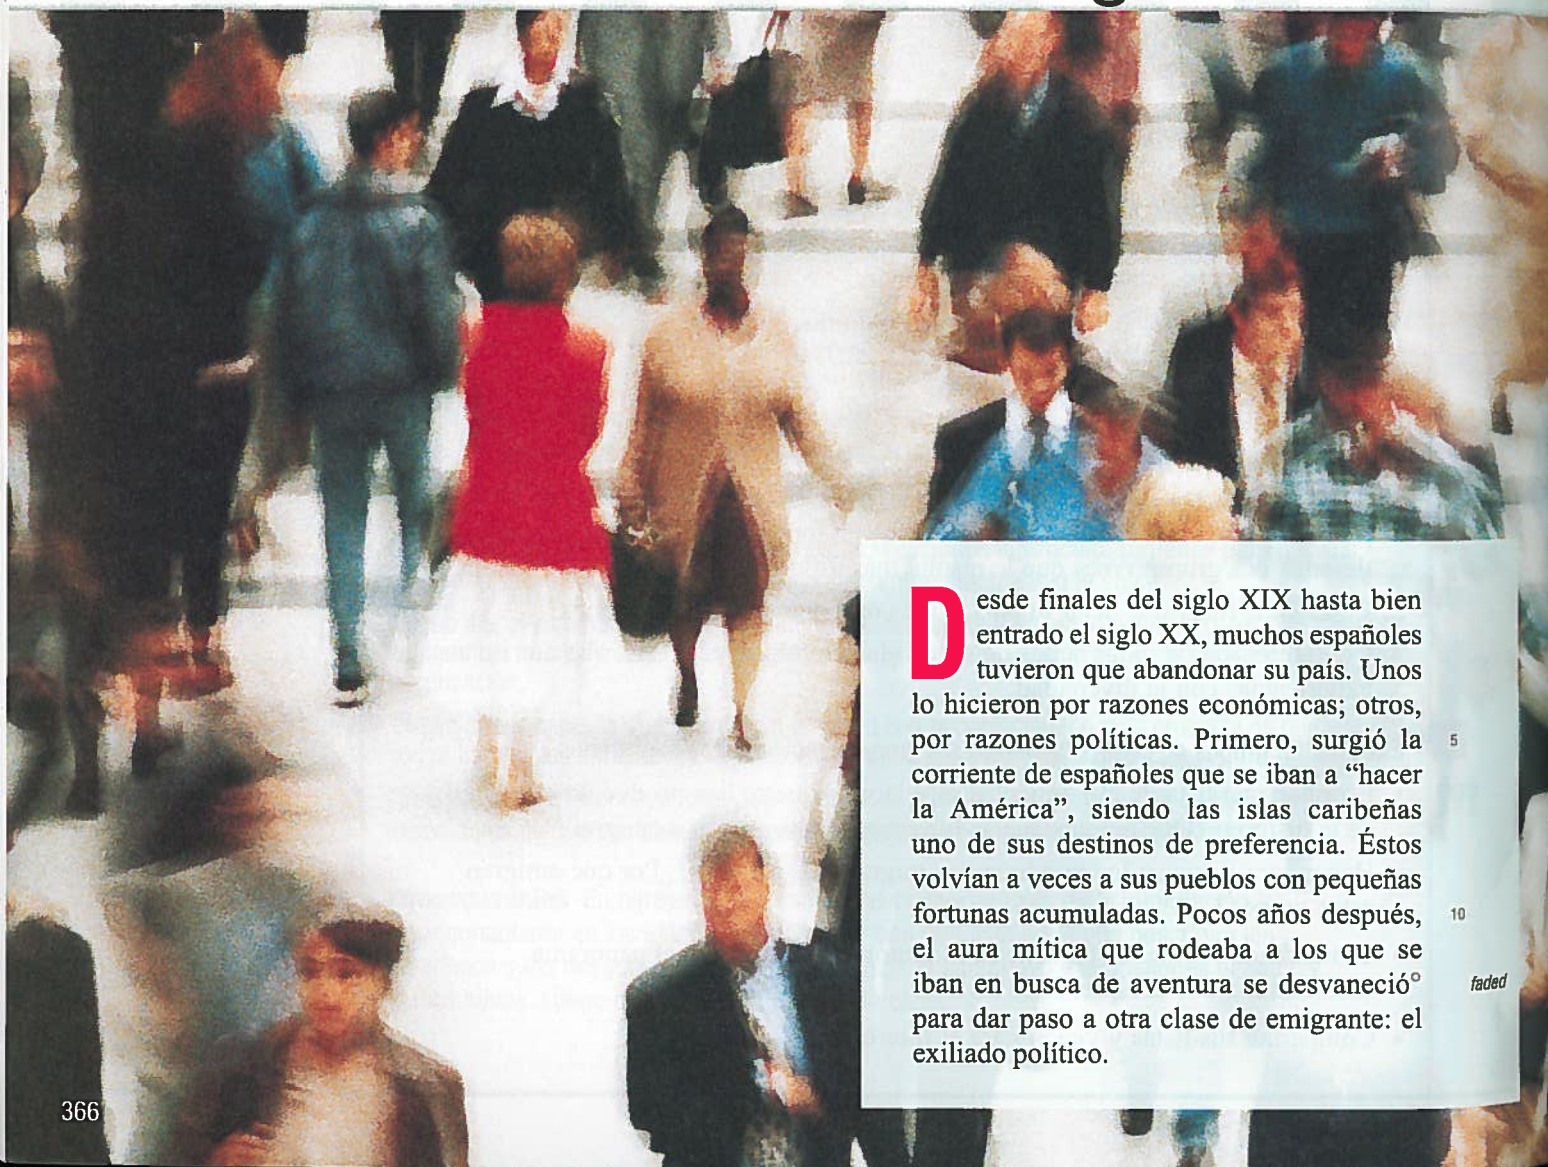 Desde finales del siglo XIX hasta bien
entrado el siglo XX, muchos españoles
tuvieron que abandonar su país. Unos
lo hicieron por razones económicas; otros,
por razones políticas. Primero, surgió la 5
corriente de españoles que se iban a “hacer
la América”, siendo las islas caribeñas
uno de sus destinos de preferencia. Éstos
volvían a veces a sus pueblos con pequeñas
fortunas acumuladas. Pocos años después, 10
el aura mítica que rodeaba a los que se
iban en busca de aventura se desvaneció° faded
para dar paso a otra clase de emigrante: el
exiliado político.
366